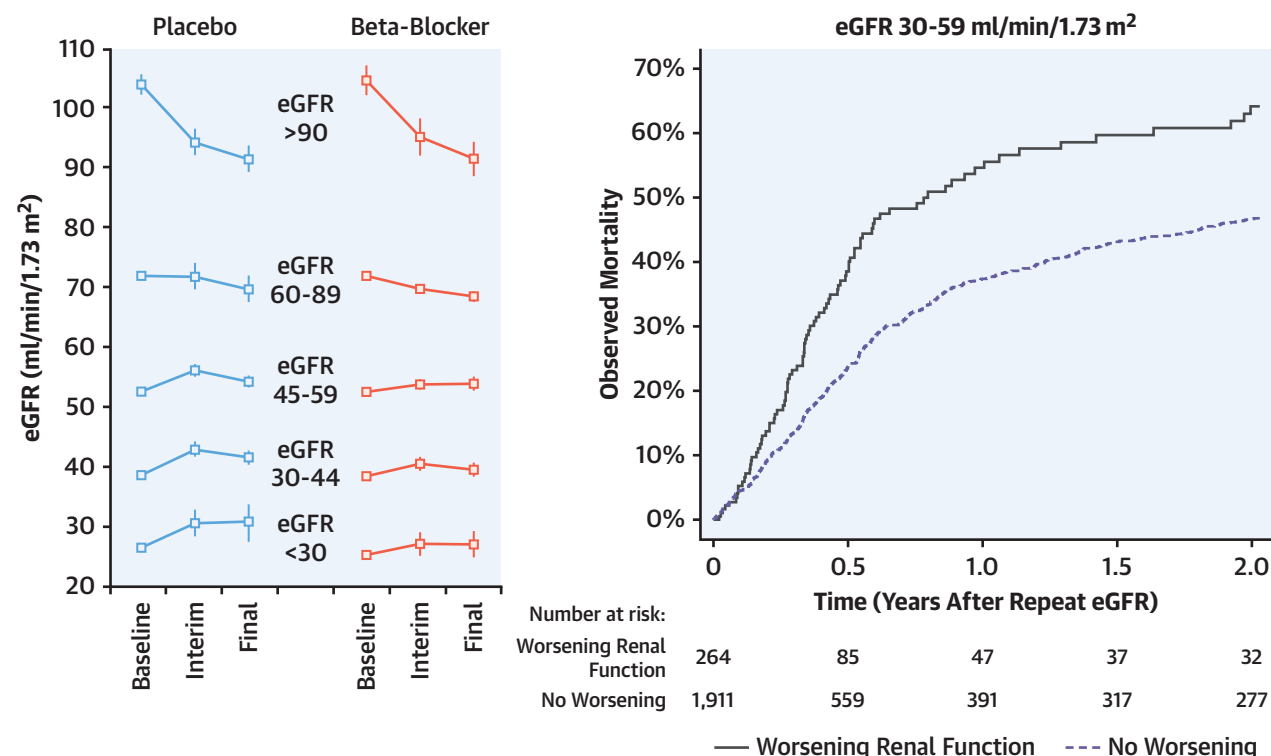 Placebo
Beta-Blocker
eGFR (ml/min/1.73 m²)
110
100
90
80
70
60
50
40
30
20
eGFR
>90
eGFR
60-89
eGFR
45-59
eGFR
30-44
eGFR
<30
Baseline
Interim
Final
Baseline
Interim
Final
eGFR 30-59 ml/min/1.73 m²
Observed Mortality
70%
60%
50%
40%
30%
20%
10%
0%
0 0.5 1.0 1.5 2.0
Time (Years After Repeat eGFR)
Number at risk:
Worsening Renal
Function
264 85 47 37 32
No Worsening 1,911 559 391 317 277
Worsening Renal Function No Worsening